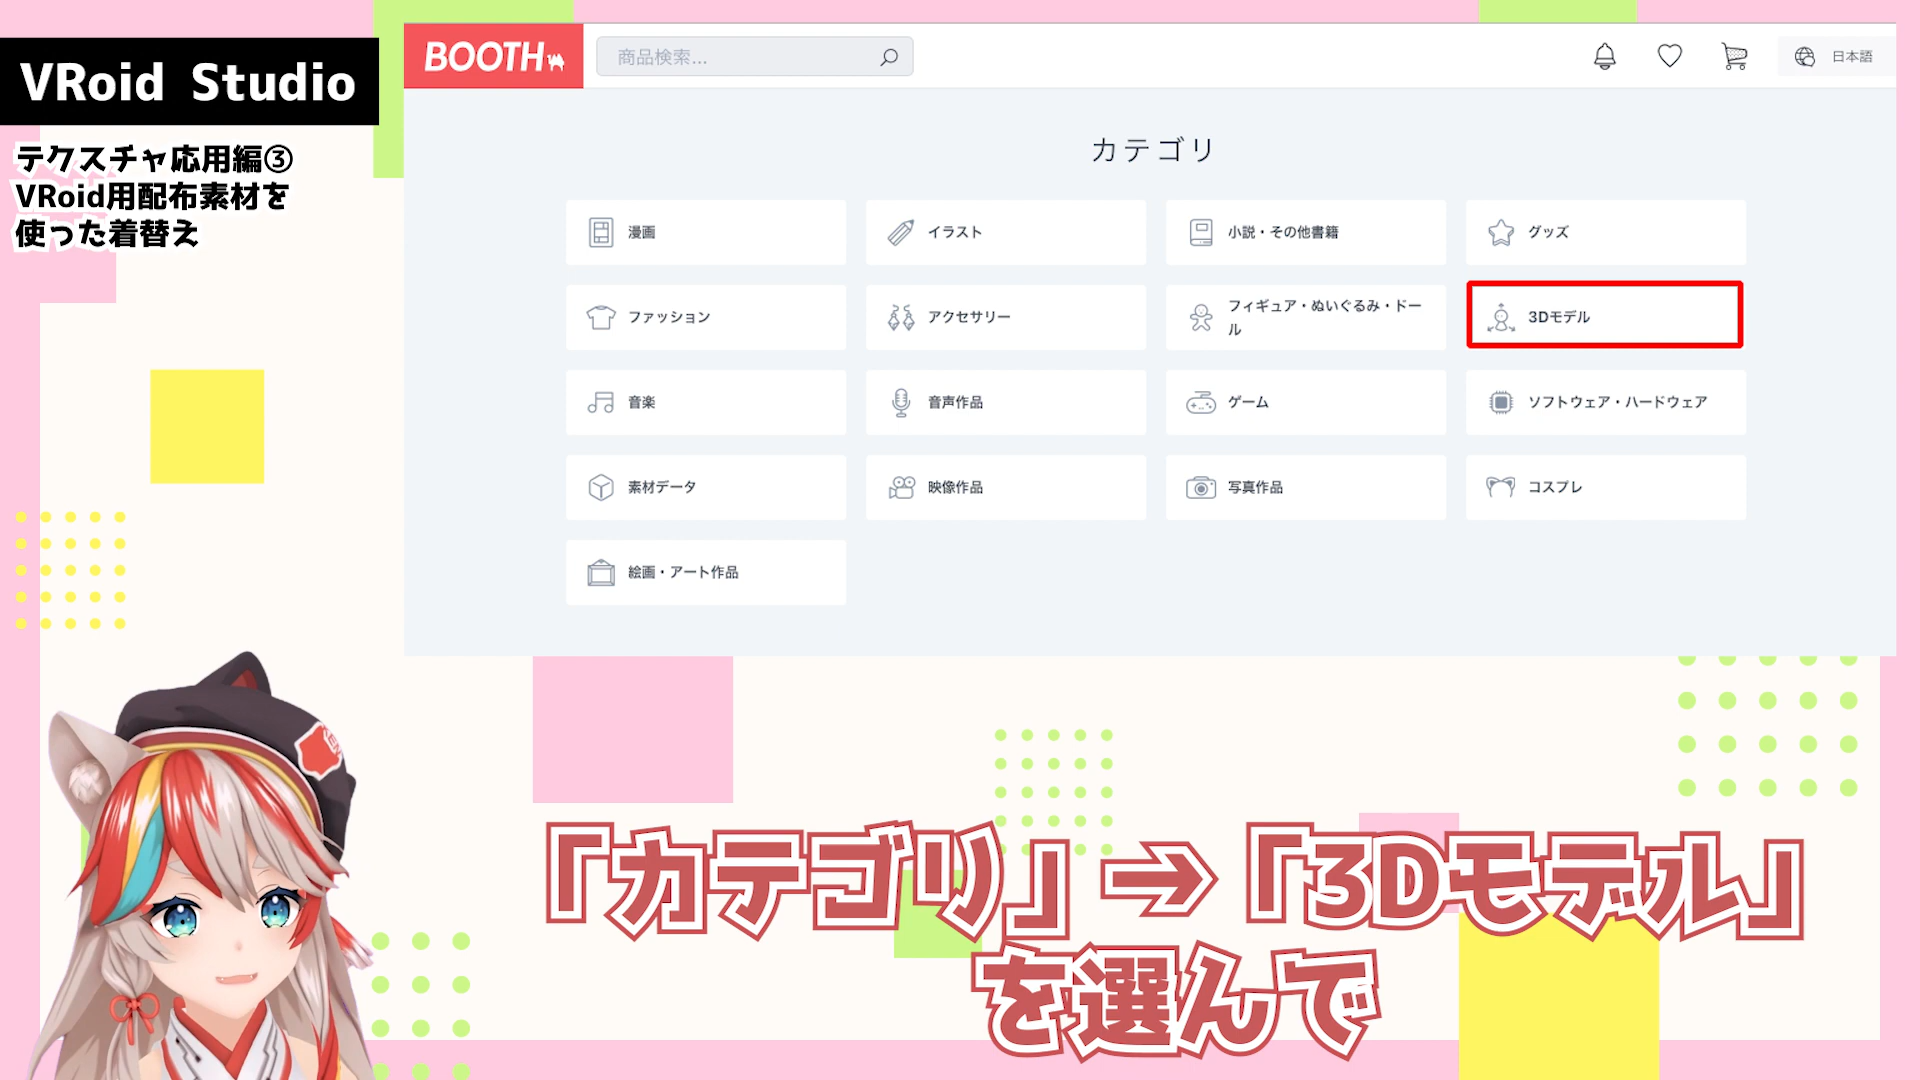 VRoid Studio
テクスチャ応用編③
VRoid用配布素材を
使った着替え
BOOTH
商品検索...
日本語
カテゴリ
漫画
イラスト
小説・その他書籍
グッズ
ファッション
アクセサリー
フィギュア・ぬいぐるみ・ドー
ル
3Dモデル
音楽
音声作品
ゲーム
ソフトウェア・ハードウェア
素材データ
映像作品
写真作品
コスプレ
絵画・アート作品
「カテゴリ」→「3Dモデル」
を選んで